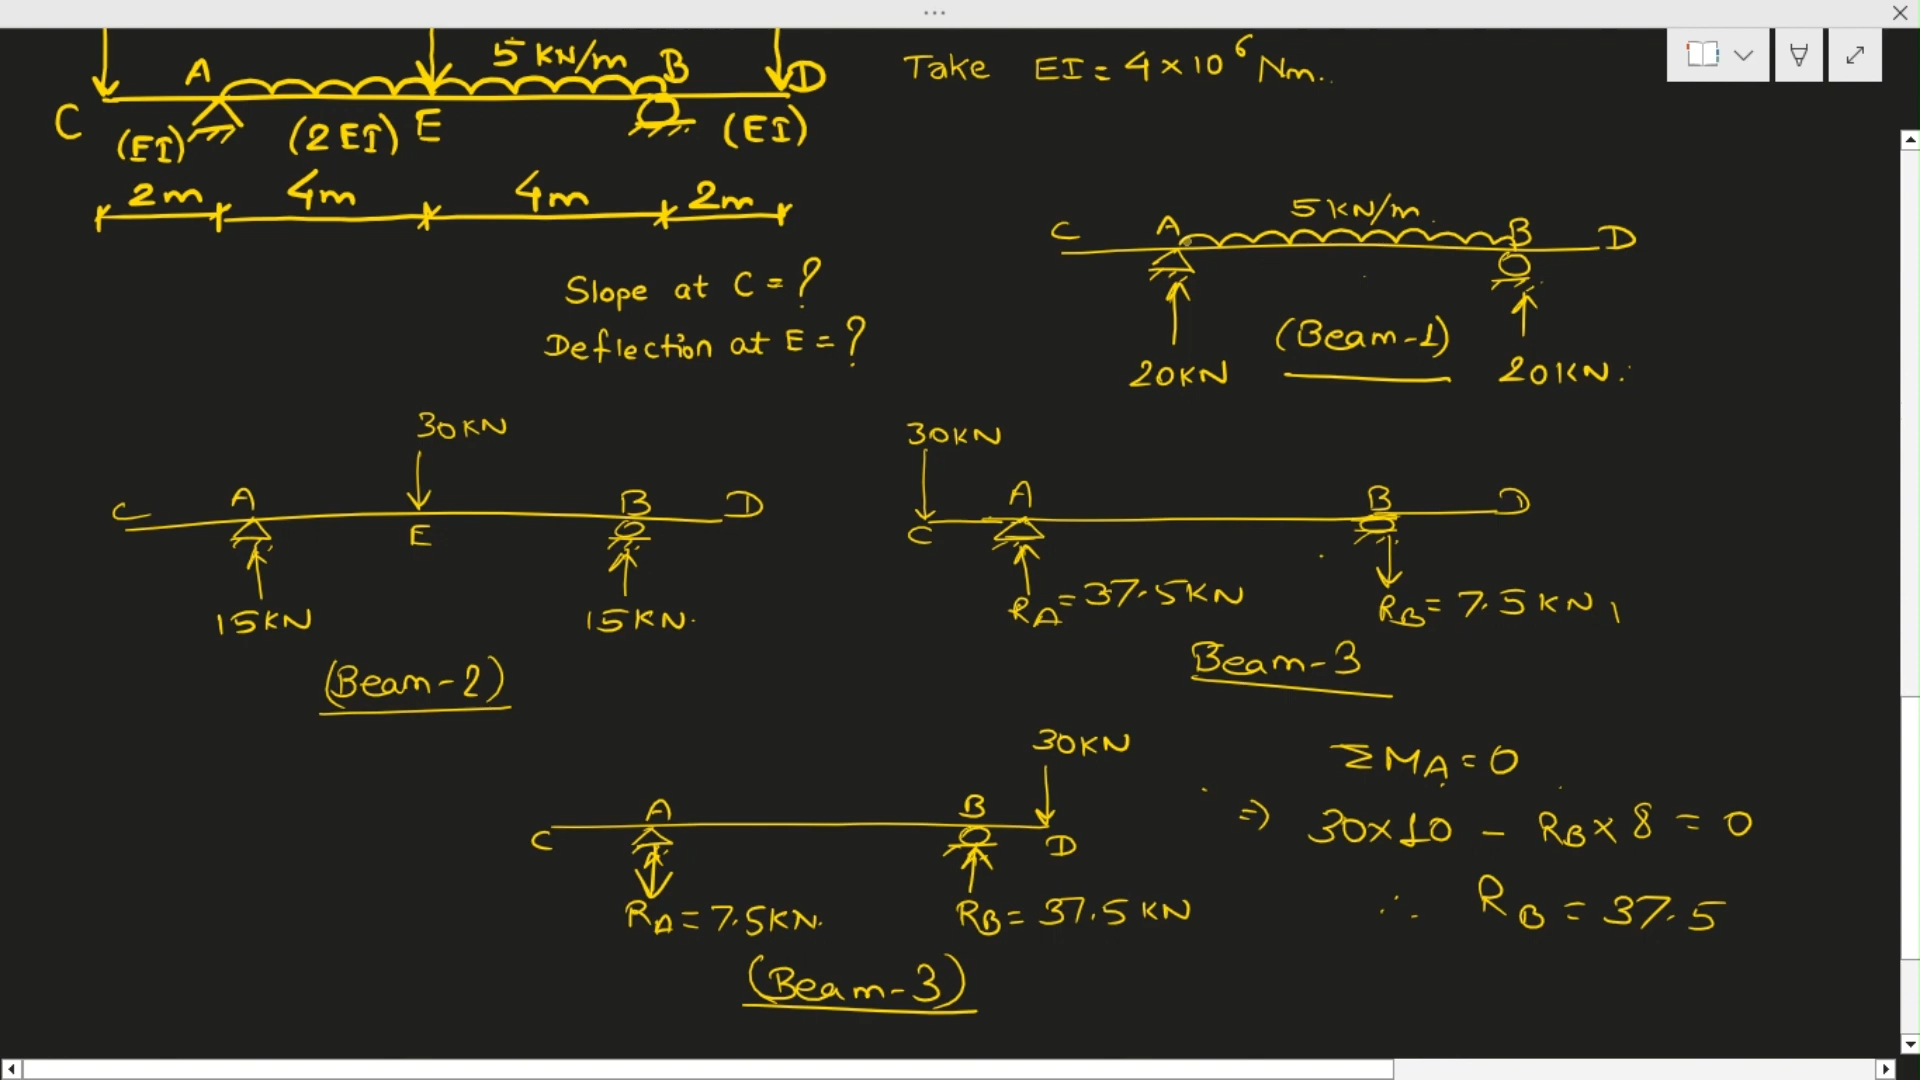 5 KN/m
A B
C D
E
(EI) (2EI) (EI)
2m 4m 4m 2m
Take EI = 4 × 10⁶ Nm..
Slope at C = ?
Deflection at E = ?
5 KN/m.
C A B D
20KN 20KN.
(Beam-1)
30KN
C A B D
E
15KN 15KN.
(Beam-2)
30KN
A B D
C
RA = 37.5KN RB = 7.5KN
Beam-3
30KN
A B
C D
RA = 7.5KN. RB = 37.5 KN
(Beam-3)
ΣMA = 0
⇒ 30×10 − RB×8 = 0
∴ RB = 37.5